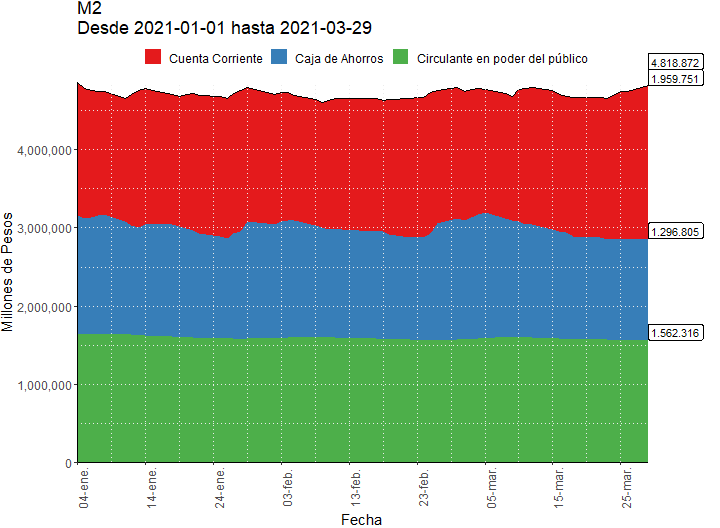 M2
Desde 2021-01-01 hasta 2021-03-29
Cuenta Corriente
Caja de Ahorros
Circulante en poder del público
4.818.872
1.959.751
4,000,000
3,000,000
1.296.805
2,000,000
1.562.316
1,000,000
0
Millones de Pesos
04-ene.
14-ene.
24-ene.
03-feb.
13-feb.
23-feb.
05-mar.
15-mar.
25-mar.
Fecha